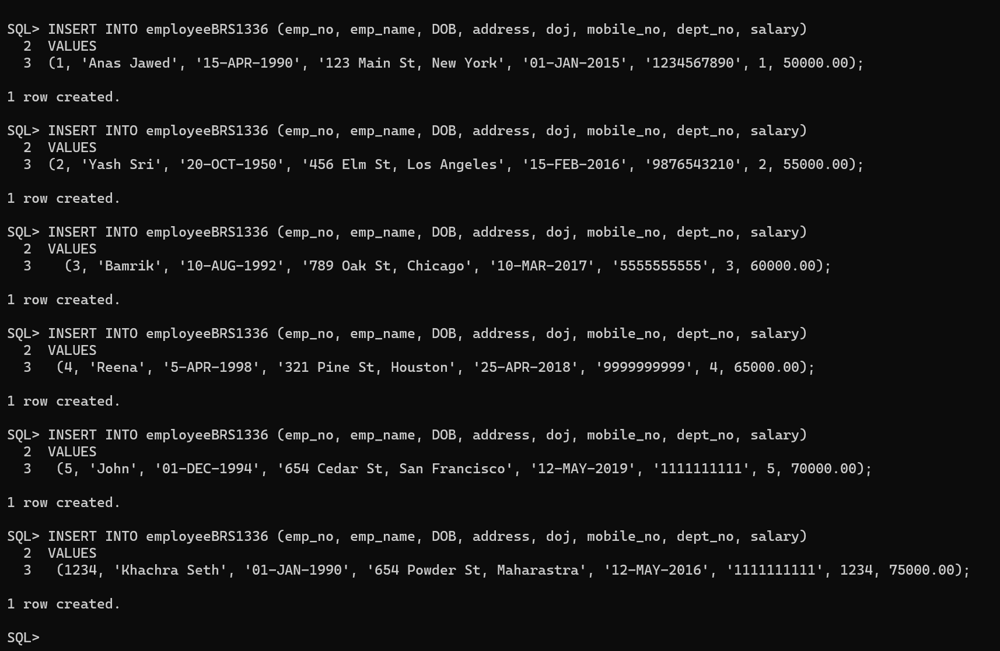 SQL> INSERT INTO employeeBRS1336 (emp_no, emp_name, DOB, address, doj, mobile_no, dept_no, salary)
  2  VALUES
  3  (1, 'Anas Jawed', '15-APR-1990', '123 Main St, New York', '01-JAN-2015', '1234567890', 1, 50000.00);
1 row created.
SQL> INSERT INTO employeeBRS1336 (emp_no, emp_name, DOB, address, doj, mobile_no, dept_no, salary)
  2  VALUES
  3  (2, 'Yash Sri', '20-OCT-1950', '456 Elm St, Los Angeles', '15-FEB-2016', '9876543210', 2, 55000.00);
1 row created.
SQL> INSERT INTO employeeBRS1336 (emp_no, emp_name, DOB, address, doj, mobile_no, dept_no, salary)
  2  VALUES
  3    (3, 'Bamrik', '10-AUG-1992', '789 Oak St, Chicago', '10-MAR-2017', '5555555555', 3, 60000.00);
1 row created.
SQL> INSERT INTO employeeBRS1336 (emp_no, emp_name, DOB, address, doj, mobile_no, dept_no, salary)
  2  VALUES
  3   (4, 'Reena', '5-APR-1998', '321 Pine St, Houston', '25-APR-2018', '9999999999', 4, 65000.00);
1 row created.
SQL> INSERT INTO employeeBRS1336 (emp_no, emp_name, DOB, address, doj, mobile_no, dept_no, salary)
  2  VALUES
  3   (5, 'John', '01-DEC-1994', '654 Cedar St, San Francisco', '12-MAY-2019', '1111111111', 5, 70000.00);
1 row created.
SQL> INSERT INTO employeeBRS1336 (emp_no, emp_name, DOB, address, doj, mobile_no, dept_no, salary)
  2  VALUES
  3   (1234, 'Khachra Seth', '01-JAN-1990', '654 Powder St, Maharastra', '12-MAY-2016', '1111111111', 1234, 75000.00);
1 row created.
SQL>